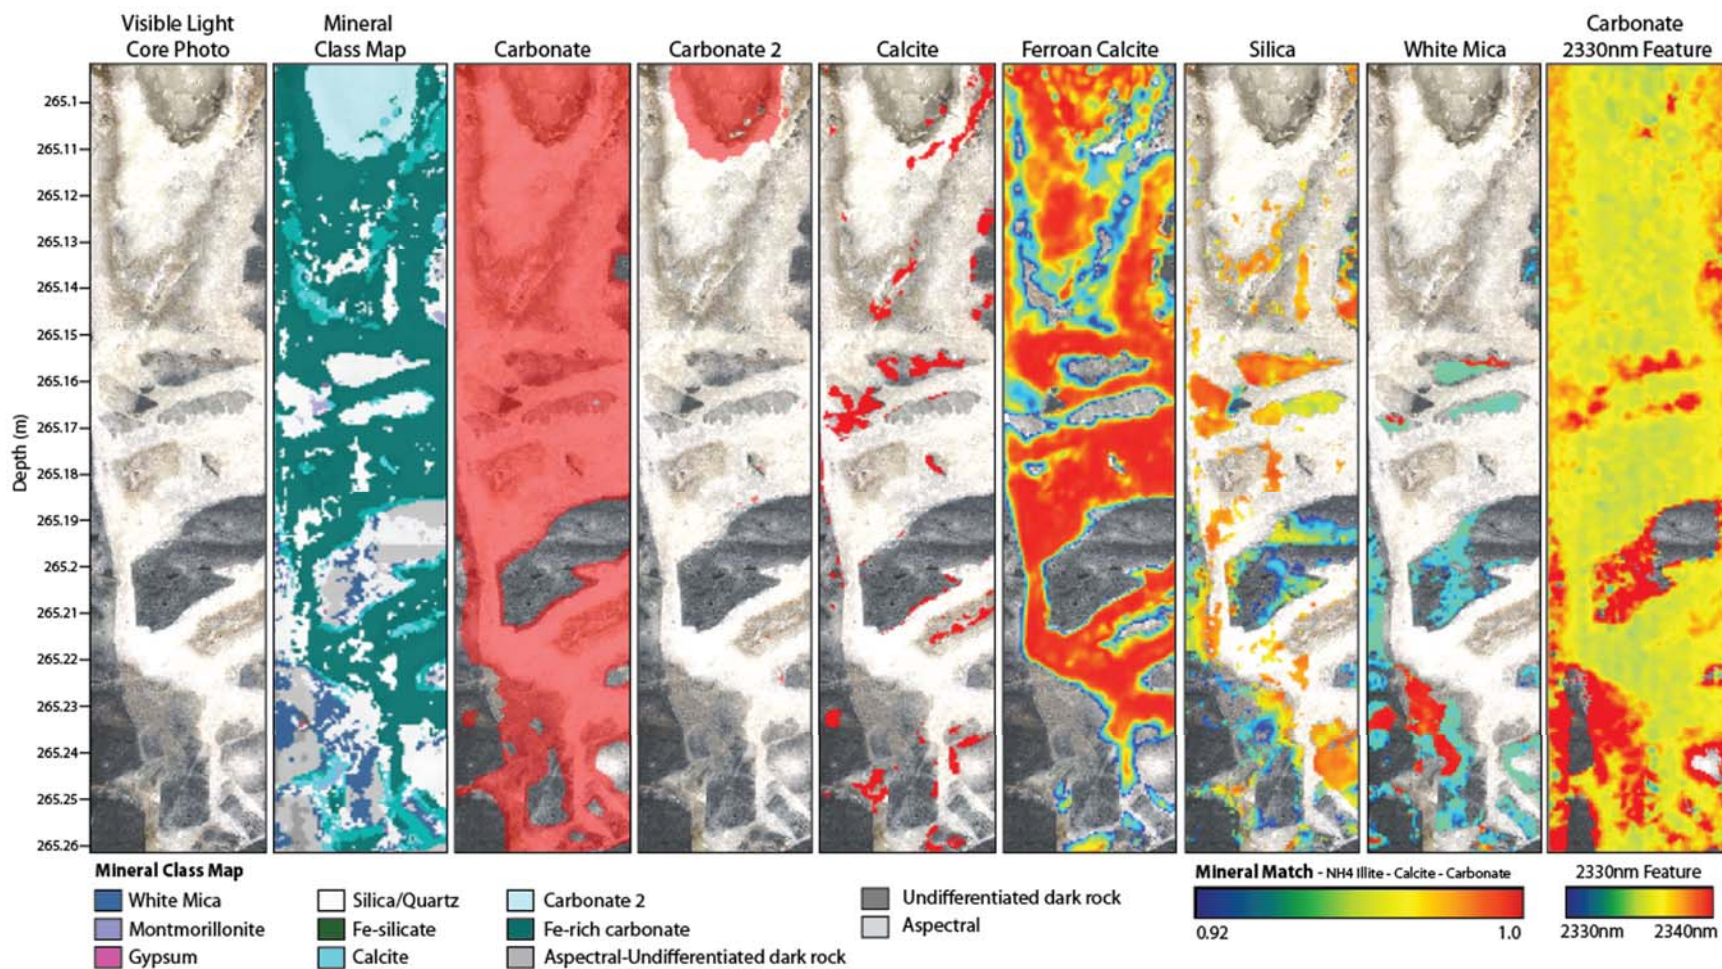 Visible Light
Core Photo
Mineral
Class Map
Carbonate
Carbonate 2
Calcite
Ferroan Calcite
Silica
White Mica
Carbonate
2330nm Feature
Depth (m)
265.1
265.11
265.12
265.13
265.14
265.15
265.16
265.17
265.18
265.19
265.2
265.21
265.22
265.23
265.24
265.25
265.26
Mineral Class Map
White Mica
Montmorillonite
Gypsum
Silica/Quartz
Fe-silicate
Calcite
Carbonate 2
Fe-rich carbonate
Aspectral-Undifferentiated dark rock
Undifferentiated dark rock
Aspectral
Mineral Match - NH4 Illite - Calcite - Carbonate
0.92 1.0
2330nm Feature
2330nm 2340nm